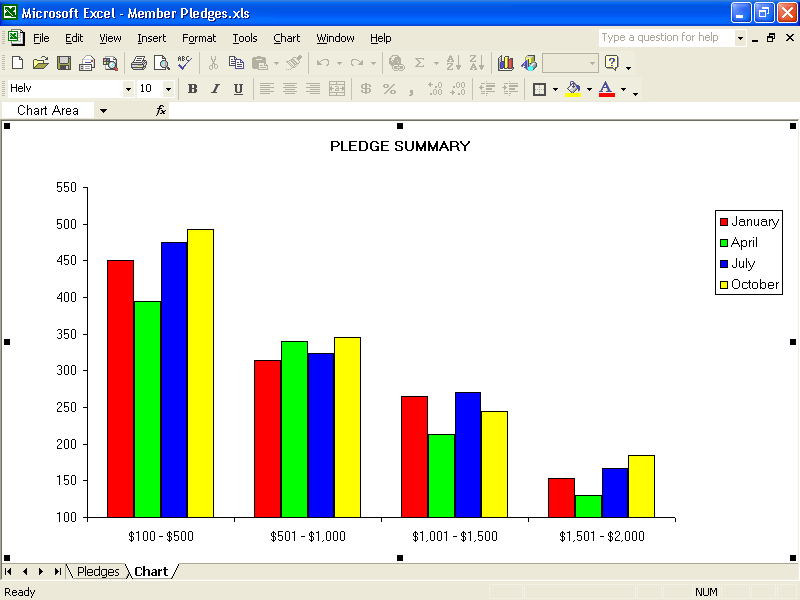 Microsoft Excel - Member Pledges.xls
File Edit View Insert Format Tools Chart Window Help Type a question for help
Helv 10 B I U $ % ,
Chart Area fx
PLEDGE SUMMARY
550
500
450
400
350
300
250
200
150
100
$100 - $500 $501 - $1,000 $1,001 - $1,500 $1,501 - $2,000
January
April
July
October
Pledges Chart
Ready NUM